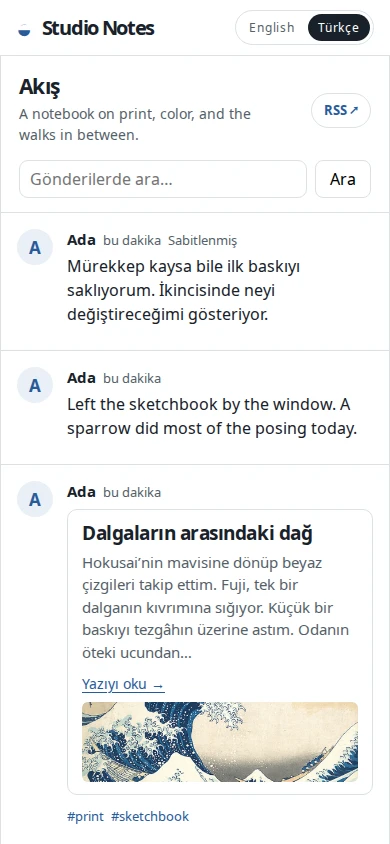 Studio Notes
English
Türkçe
Akış
A notebook on print, color, and the
walks in between.
RSS ↗
Gönderilerde ara…
Ara
A
Ada bu dakika Sabitlenmiş
Mürekkep kaysa bile ilk baskıyı
saklıyorum. İkincisinde neyi
değiştireceğimi gösteriyor.
A
Ada bu dakika
Left the sketchbook by the window. A
sparrow did most of the posing today.
A
Ada bu dakika
Dalgaların arasındaki dağ
Hokusai’nin mavisine dönüp beyaz
çizgileri takip ettim. Fuji, tek bir
dalganın kıvrımına sığıyor. Küçük bir
baskıyı tezgâhın üzerine astım. Odanın
öteki ucundan…
Yazıyı oku →
#print #sketchbook